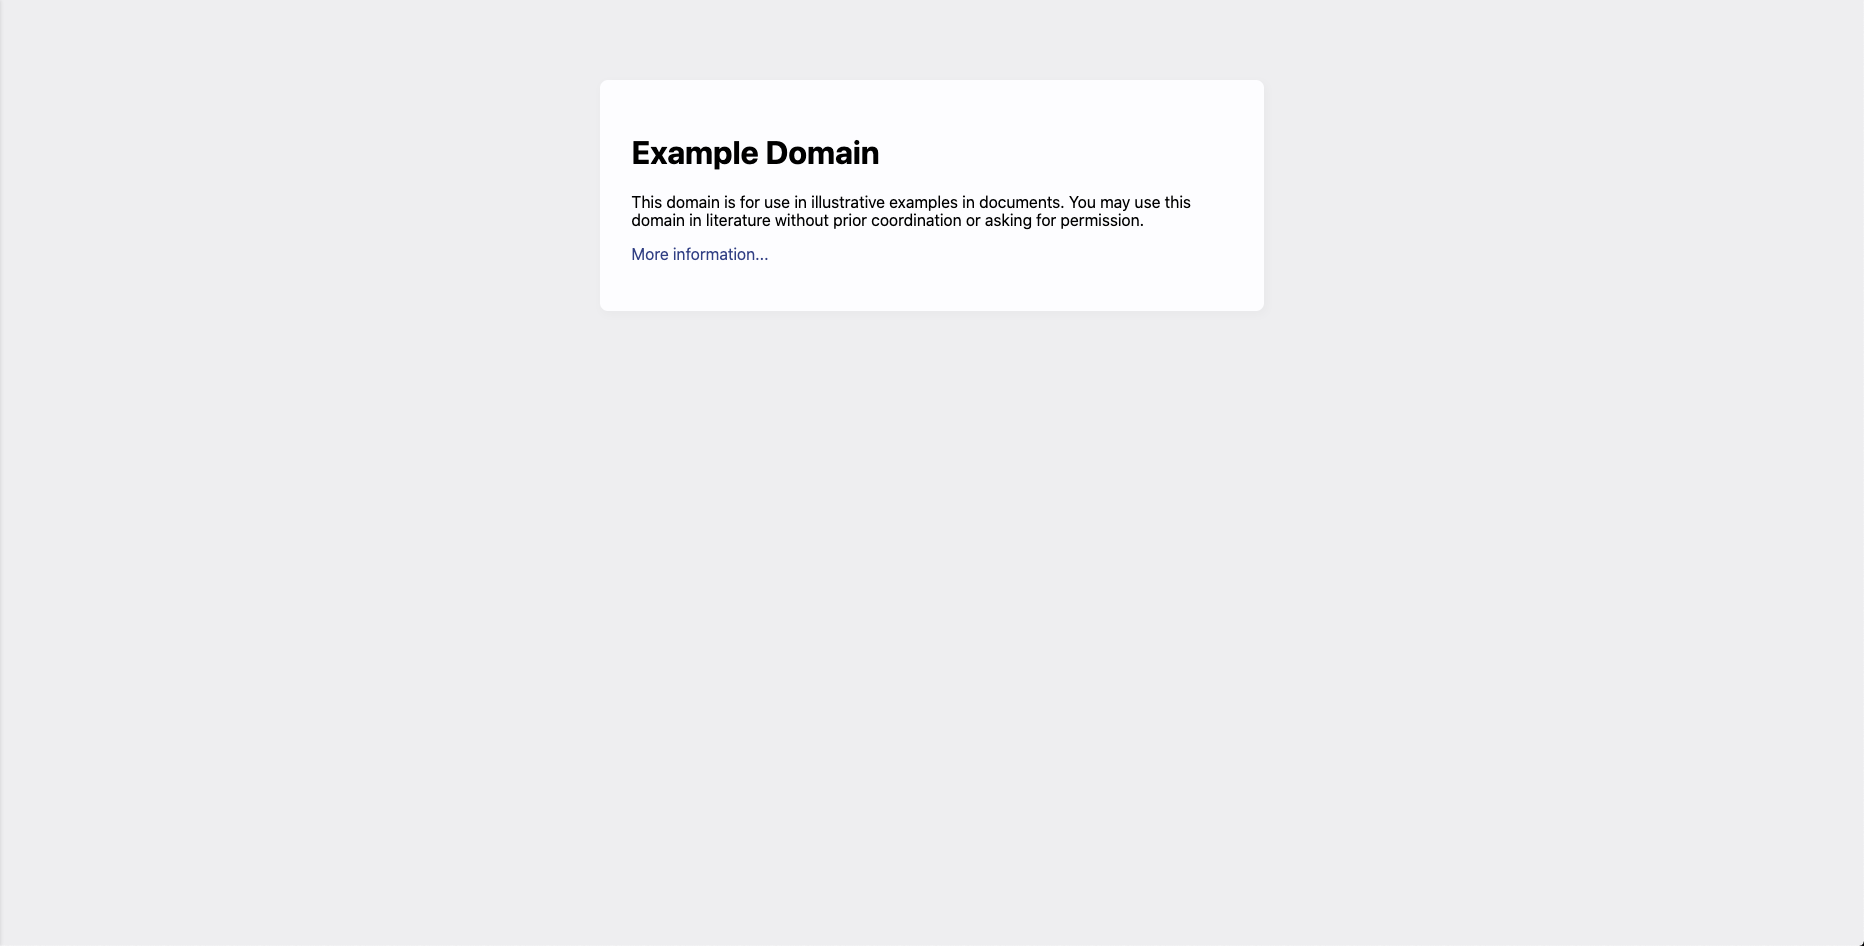 Example Domain
This domain is for use in illustrative examples in documents. You may use this
domain in literature without prior coordination or asking for permission.
More information...